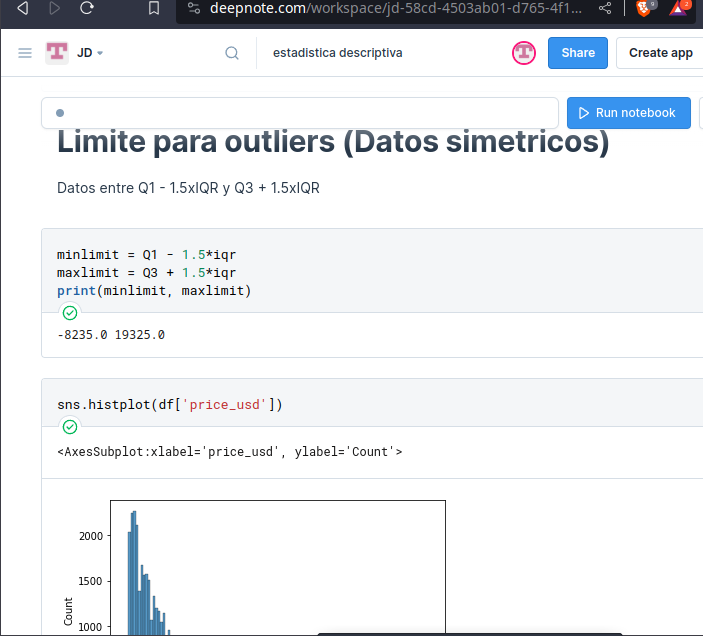 deepnote.com/workspace/jd-58cd-4503ab01-d765-4f1...
9
2
JD
estadistica descriptiva
Share
Create app
Run notebook
Limite para outliers (Datos simetricos)
Datos entre Q1 - 1.5xIQR y Q3 + 1.5xIQR
minlimit = Q1 - 1.5*iqr
maxlimit = Q3 + 1.5*iqr
print(minlimit, maxlimit)
-8235.0 19325.0
sns.histplot(df['price_usd'])
<AxesSubplot:xlabel='price_usd', ylabel='Count'>
2000
1500
1000
Count